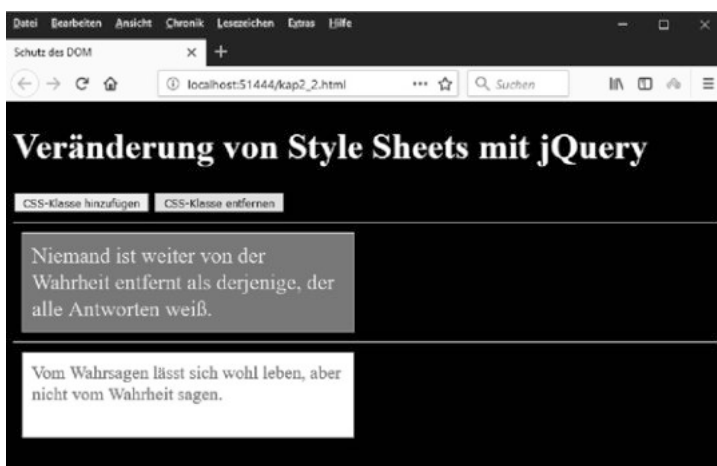 Datei Bearbeiten Ansicht Chronik Lesezeichen Extras Hilfe
Schutz des DOM
localhost:51444/kap2_2.html
Suchen
Veränderung von Style Sheets mit jQuery
CSS-Klasse hinzufügen CSS-Klasse entfernen
Niemand ist weiter von der
Wahrheit entfernt als derjenige, der
alle Antworten weiß.
Vom Wahrsagen lässt sich wohl leben, aber
nicht vom Wahrheit sagen.